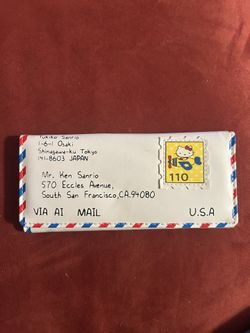 Yukiko Sanrio
1-6-1 Osaki
Shinagawa-ku Tokyo
141-8603 JAPAN
110
Mr. Ken Sanrio
570 Eccles Avenue,
South San Francisco,CA.94080
VIA AI MAIL
U.S.A